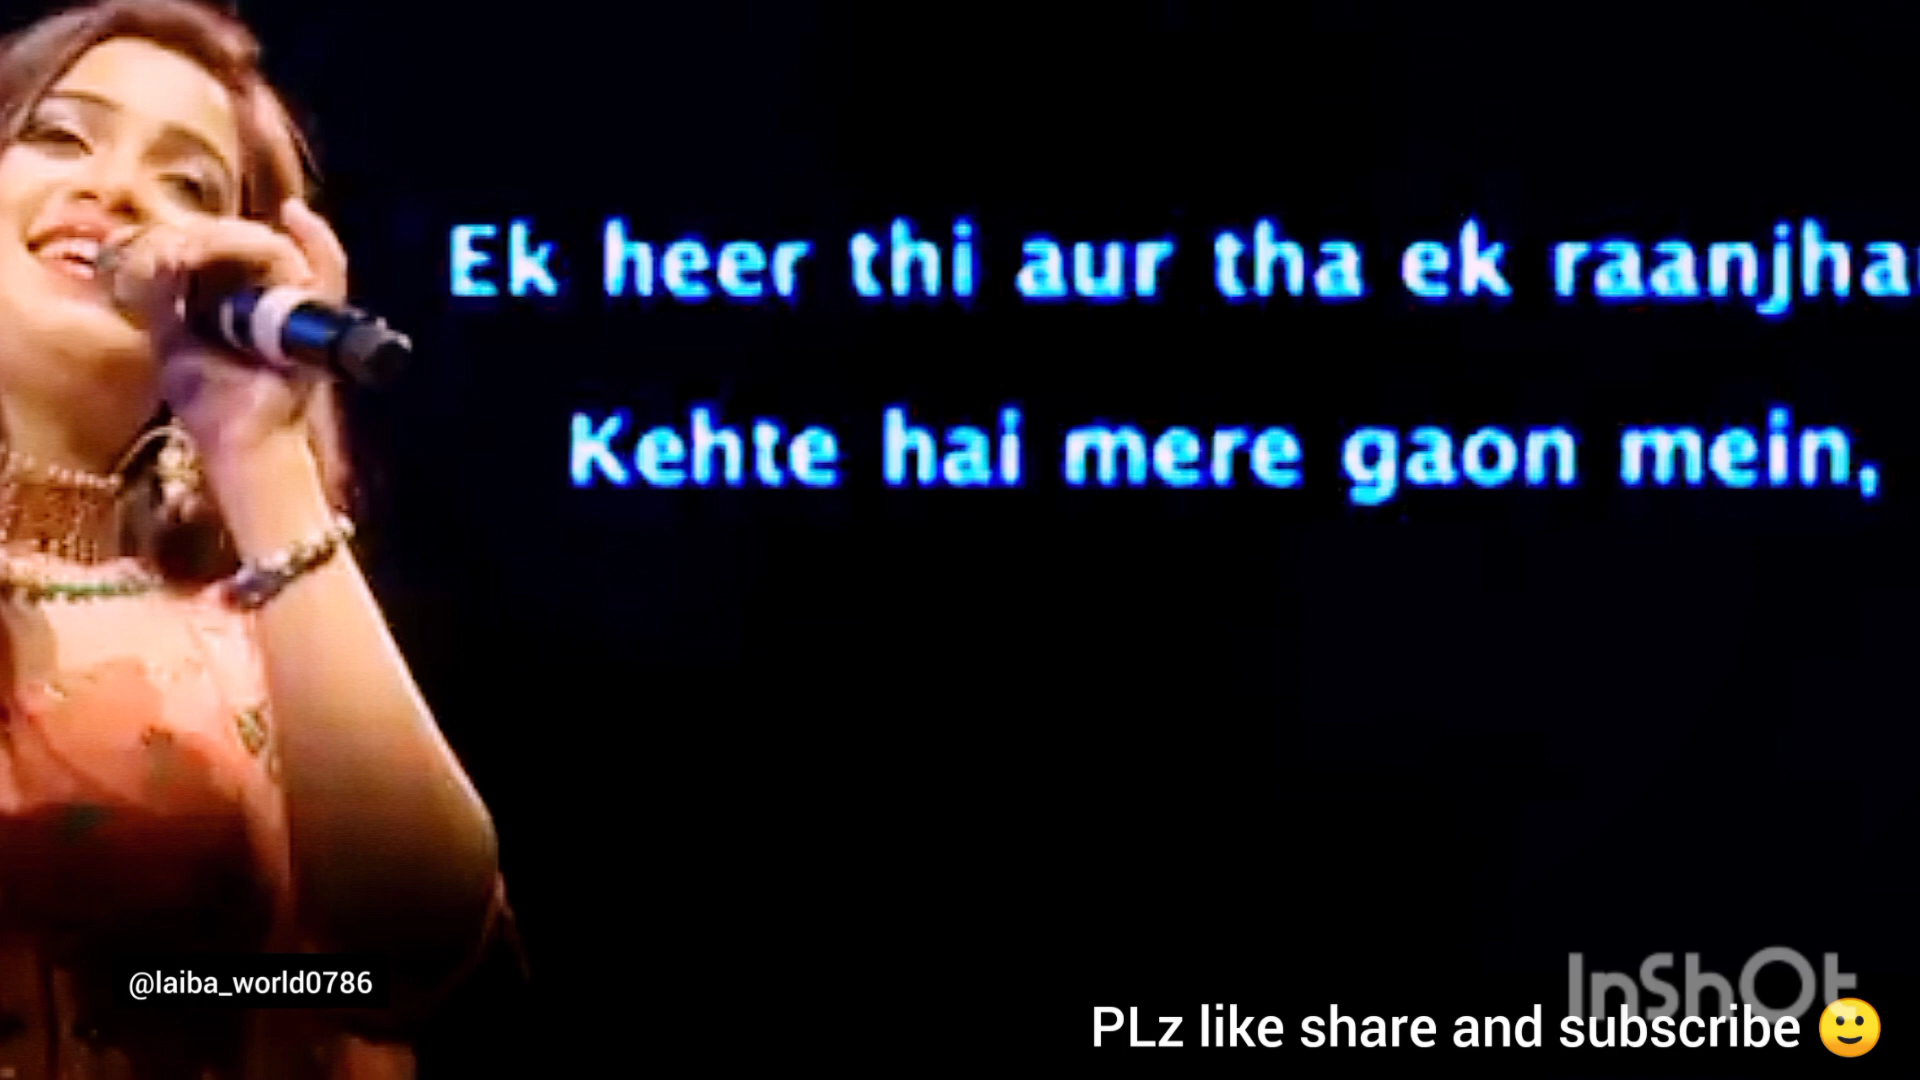 Ek heer thi aur tha ek raanjha
Kehte hai mere gaon mein,
@laiba_world0786
InShOt
PLz like share and subscribe 🙂